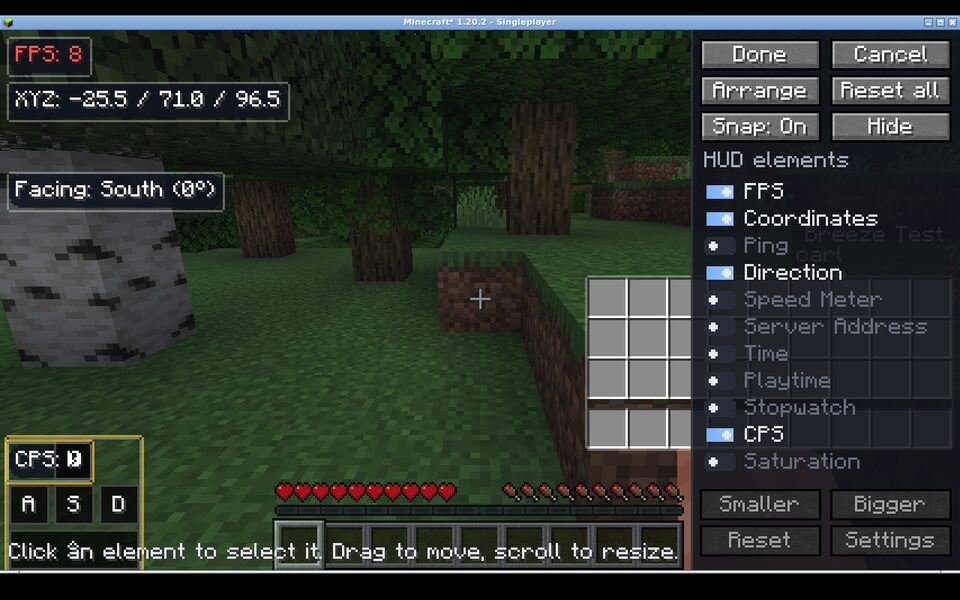 Minecraft* 1.20.2 - Singleplayer
FPS: 8
XYZ: -25.5 / 71.0 / 96.5
Facing: South (0°)
CPS: 0
A S D
Click an element to select it. Drag to move, scroll to resize.
Done Cancel
Arrange Reset all
Snap: On Hide
HUD elements
FPS
Coordinates
Ping
Direction
Speed Meter
Server Address
Time
Playtime
Stopwatch
CPS
Saturation
Breeze Test
Smaller Bigger
Reset Settings